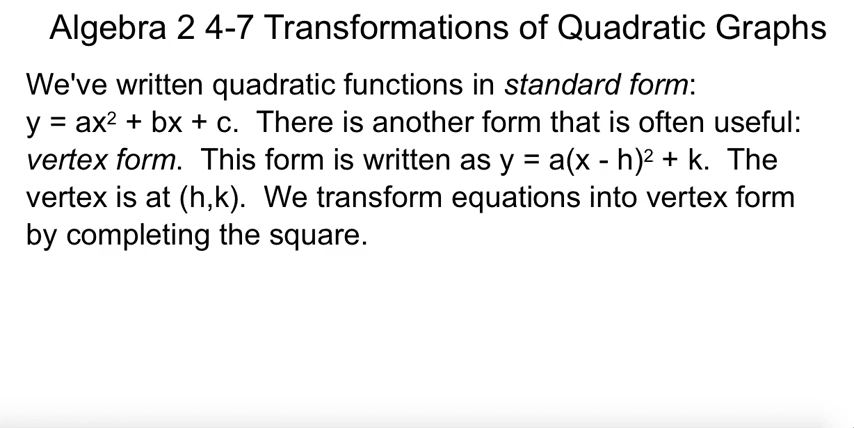 Algebra 2 4-7 Transformations of Quadratic Graphs
We've written quadratic functions in standard form:
y = ax² + bx + c.  There is another form that is often useful:
vertex form.  This form is written as y = a(x - h)² + k.  The
vertex is at (h,k).  We transform equations into vertex form
by completing the square.